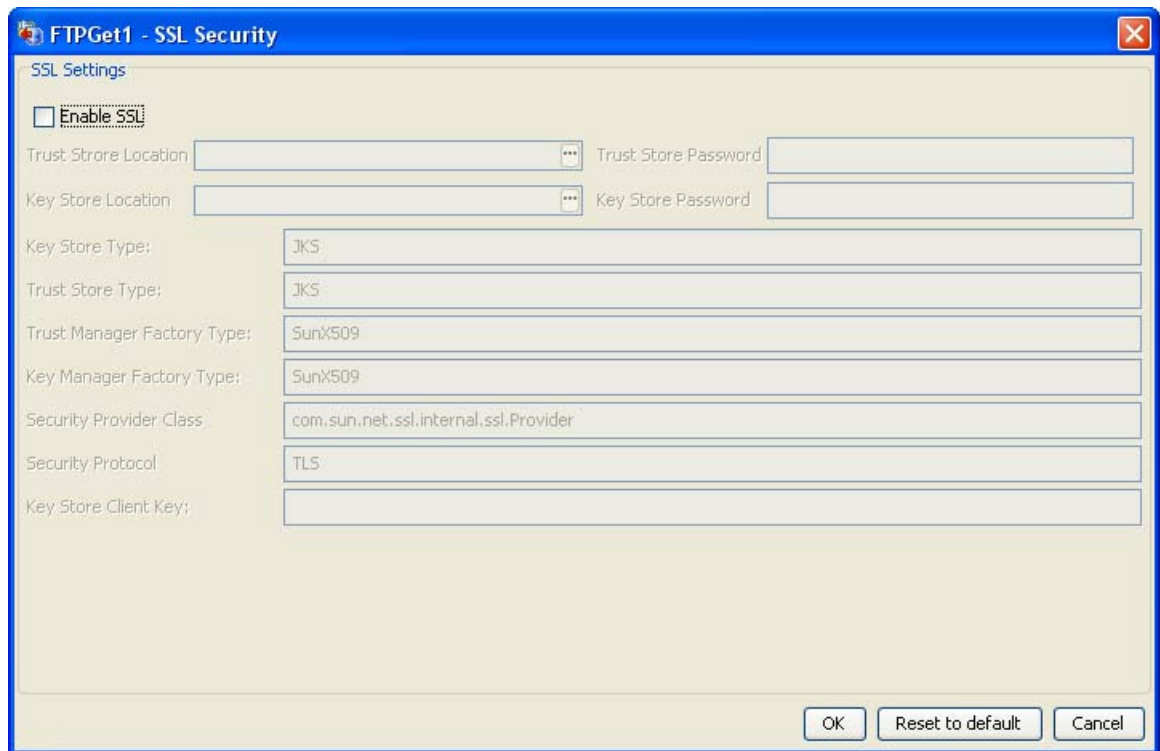 FTPGet1 - SSL Security
SSL Settings
Enable SSL
Trust Strore Location ... Trust Store Password
Key Store Location ... Key Store Password
Key Store Type: JKS
Trust Store Type: JKS
Trust Manager Factory Type: SunX509
Key Manager Factory Type: SunX509
Security Provider Class com.sun.net.ssl.internal.ssl.Provider
Security Protocol TLS
Key Store Client Key:
OK Reset to default Cancel